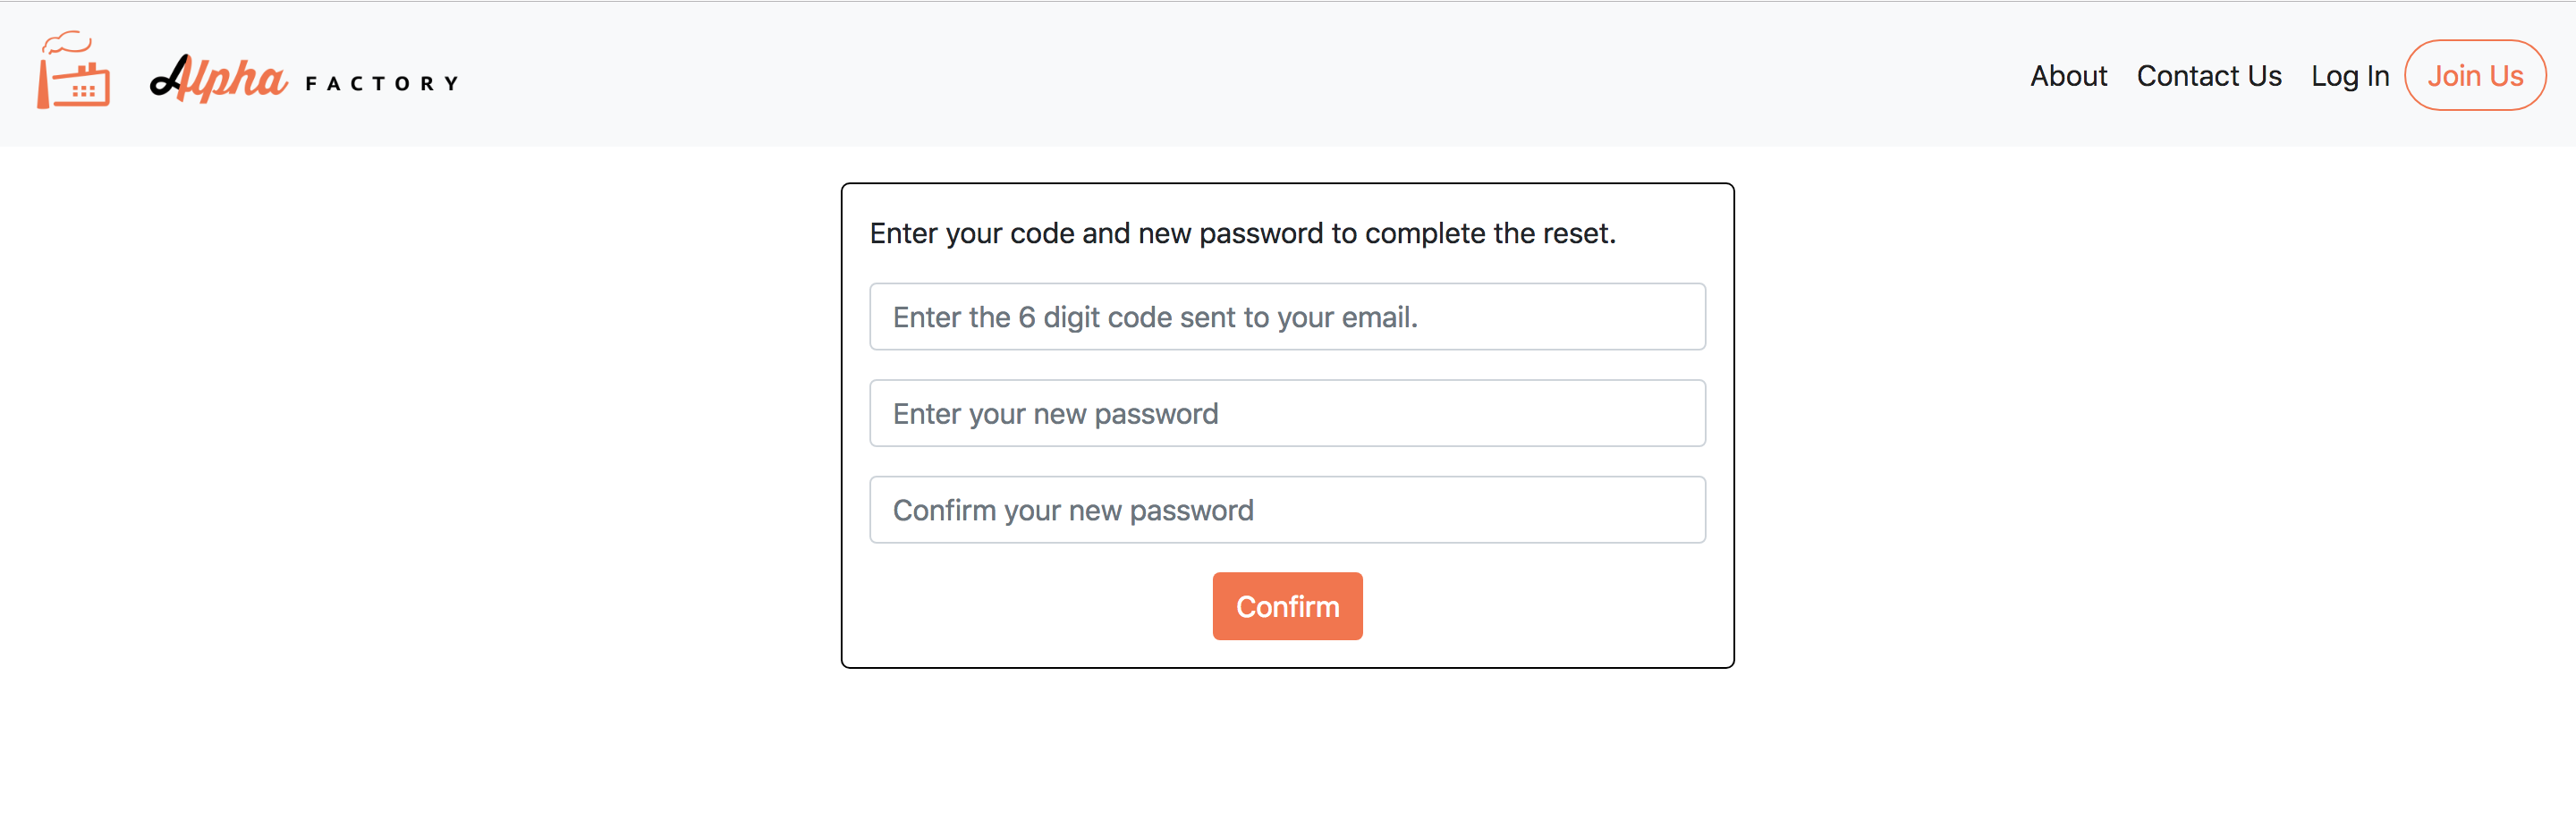 Alpha FACTORY
About Contact Us Log In Join Us
Enter your code and new password to complete the reset.
Enter the 6 digit code sent to your email.
Enter your new password
Confirm your new password
Confirm